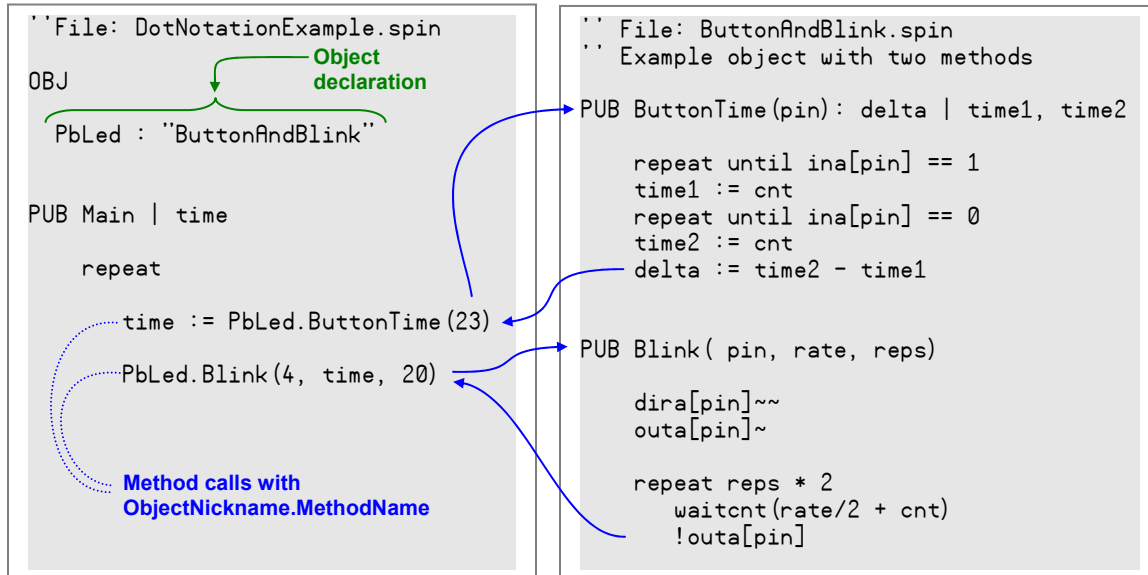 ''File: DotNotationExample.spin
Object
declaration
OBJ
PbLed : "ButtonAndBlink"
PUB Main | time
repeat
time := PbLed.ButtonTime(23)
PbLed.Blink(4, time, 20)
Method calls with
ObjectNickname.MethodName
'' File: ButtonAndBlink.spin
'' Example object with two methods
PUB ButtonTime(pin): delta | time1, time2
repeat until ina[pin] == 1
time1 := cnt
repeat until ina[pin] == 0
time2 := cnt
delta := time2 - time1
PUB Blink( pin, rate, reps)
dira[pin]~~
outa[pin]~
repeat reps * 2
waitcnt(rate/2 + cnt)
!outa[pin]